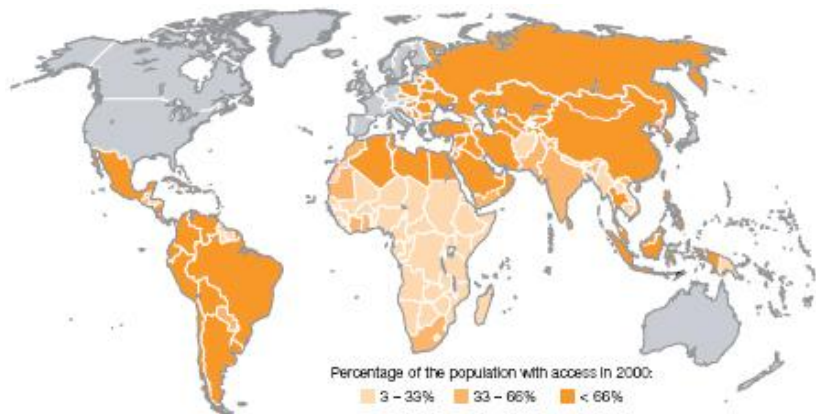 Percentage of the population with access in 2000:
3 – 33% 33 – 66% < 66%